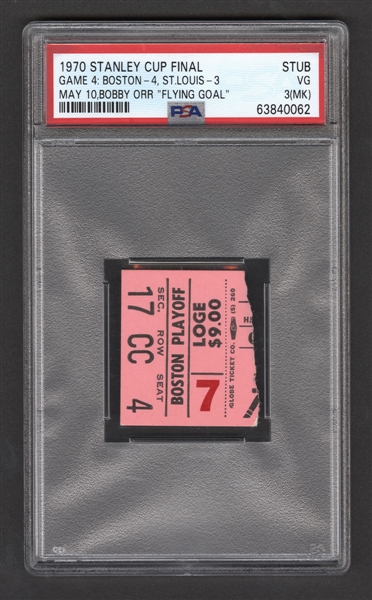 1970 STANLEY CUP FINAL STUB
GAME 4: BOSTON-4, ST.LOUIS-3 VG
MAY 10,BOBBY ORR "FLYING GOAL" 3(MK)
PSA 63840062
SEC. ROW SEAT
17 CC 4
BOSTON PLAYOFF
LOGE
$9.00
7
GLOBE TICKET CO.